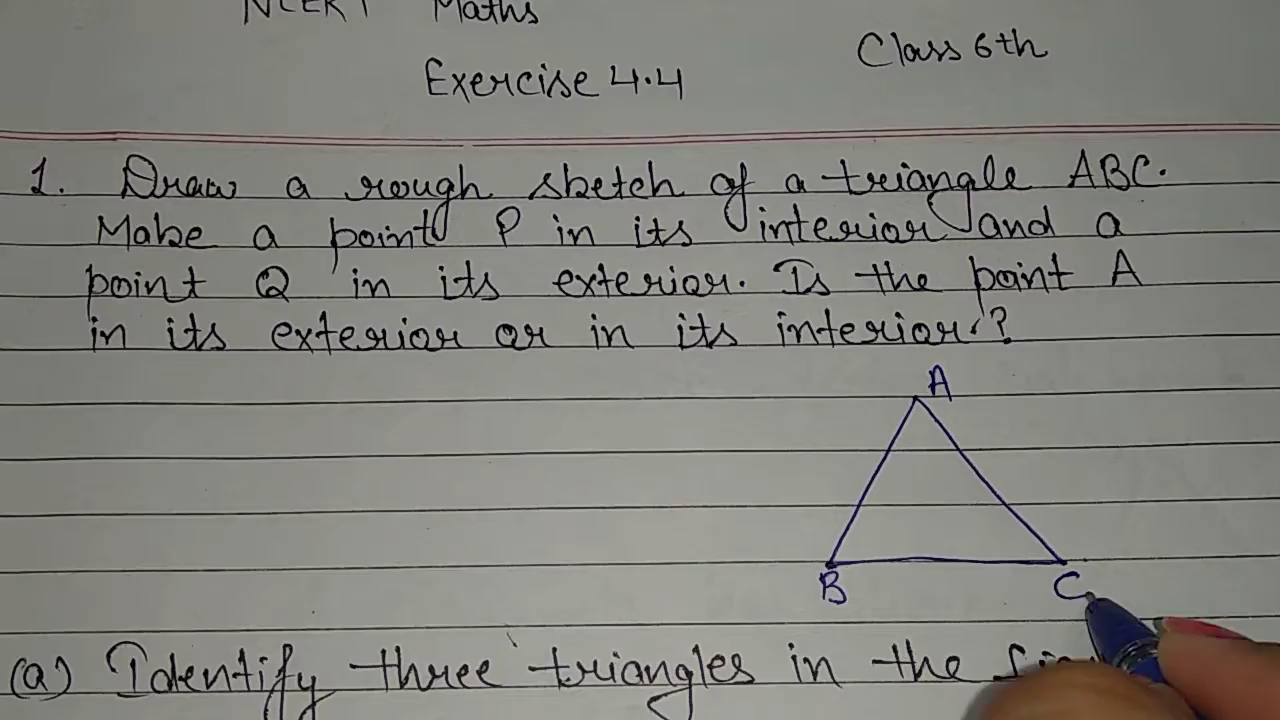 NCERT Maths
Class 6th
Exercise 4.4
1. Draw a rough sketch of a triangle ABC.
Make a point P in its interior and a
point Q in its exterior. Is the point A
in its exterior or in its interior?
A
B C
(a) Identify three triangles in the